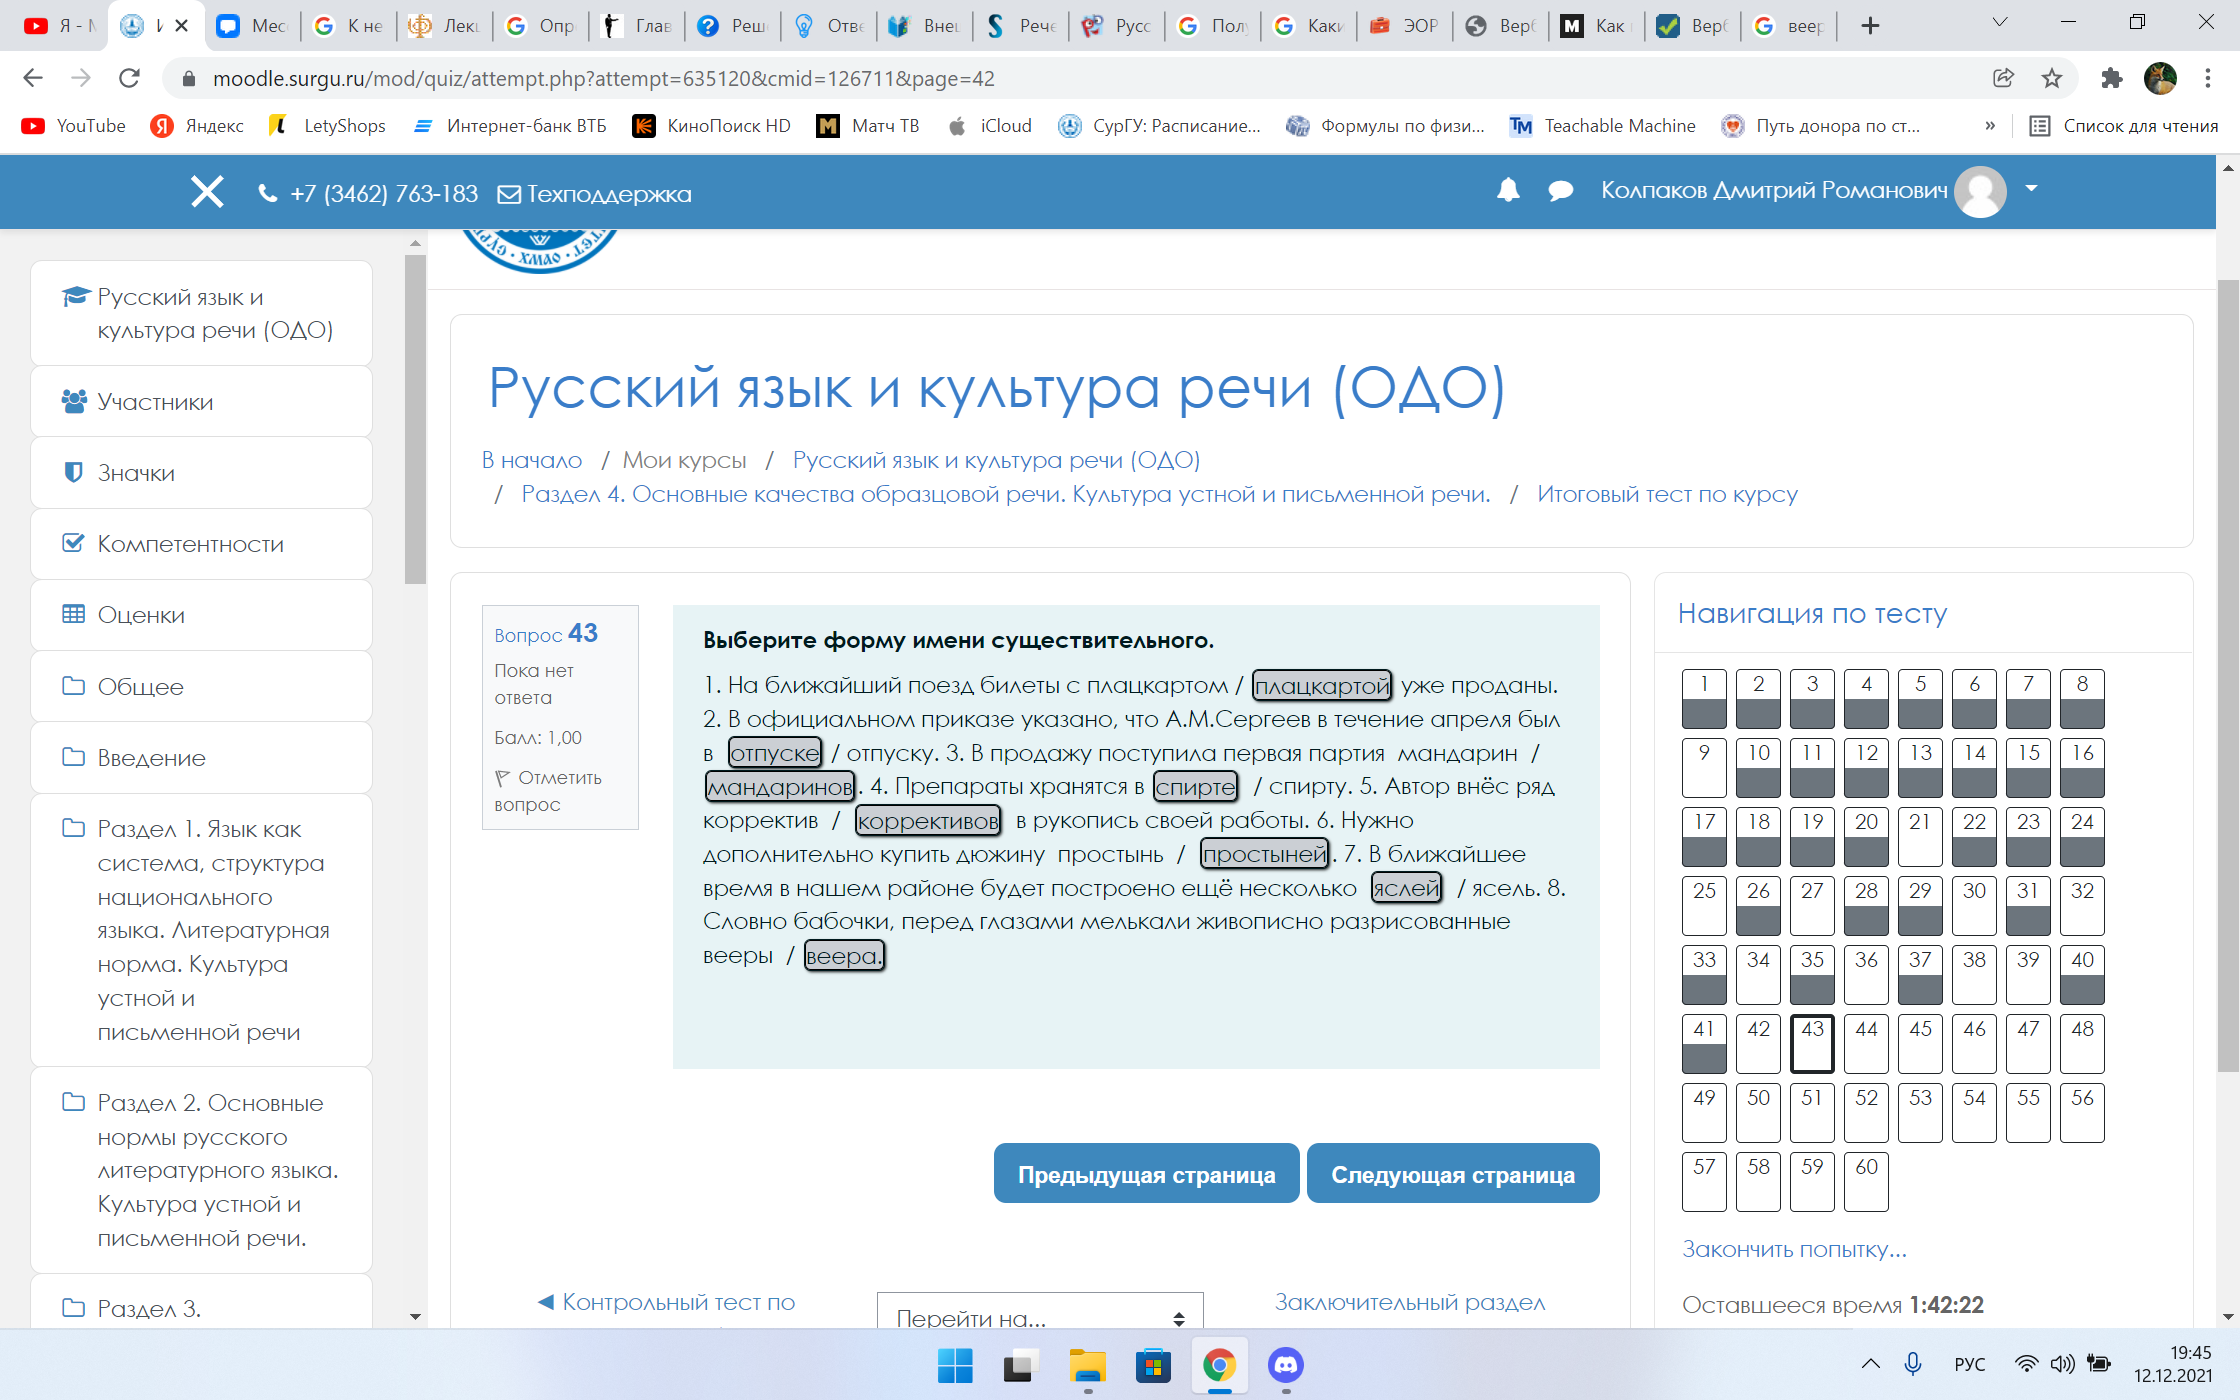 Я - М
И
Мес
К не
Лекц
Опр
Глав
Реш
Отве
Внеш
Рече
Русс
Полу
Каки
ЭОР
Верб
Как
Верб
веер
moodle.surgu.ru/mod/quiz/attempt.php?attempt=635120&cmid=126711&page=42
YouTube
Яндекс
LetyShops
Интернет-банк ВТБ
КиноПоиск HD
Матч ТВ
iCloud
СурГУ: Расписание...
Формулы по физи...
Teachable Machine
Путь донора по ст...
»
Список для чтения
+7 (3462) 763-183 Техподдержка
Колпаков Дмитрий Романович
Русский язык и
культура речи (ОДО)
Участники
Значки
Компетентности
Оценки
Общее
Введение
Раздел 1. Язык как
система, структура
национального
языка. Литературная
норма. Культура
устной и
письменной речи
Раздел 2. Основные
нормы русского
литературного языка.
Культура устной и
письменной речи.
Раздел 3.
Русский язык и культура речи (ОДО)
В начало / Мои курсы / Русский язык и культура речи (ОДО)
/ Раздел 4. Основные качества образцовой речи. Культура устной и письменной речи. / Итоговый тест по курсу
Вопрос 43
Пока нет
ответа
Балл: 1,00
Отметить
вопрос
Выберите форму имени существительного.
1. На ближайший поезд билеты с плацкартом / плацкартой уже проданы.
2. В официальном приказе указано, что А.М.Сергеев в течение апреля был
в отпуске / отпуску. 3. В продажу поступила первая партия мандарин /
мандаринов . 4. Препараты хранятся в спирте / спирту. 5. Автор внёс ряд
корректив / коррективов в рукопись своей работы. 6. Нужно
дополнительно купить дюжину простынь / простыней . 7. В ближайшее
время в нашем районе будет построено ещё несколько яслей / ясель. 8.
Словно бабочки, перед глазами мелькали живописно разрисованные
вееры / веера.
Предыдущая страница
Следующая страница
◄ Контрольный тест по
Перейти на...
Заключительный раздел
Навигация по тесту
1 2 3 4 5 6 7 8
9 10 11 12 13 14 15 16
17 18 19 20 21 22 23 24
25 26 27 28 29 30 31 32
33 34 35 36 37 38 39 40
41 42 43 44 45 46 47 48
49 50 51 52 53 54 55 56
57 58 59 60
Закончить попытку...
Оставшееся время 1:42:22
РУС
19:45
12.12.2021